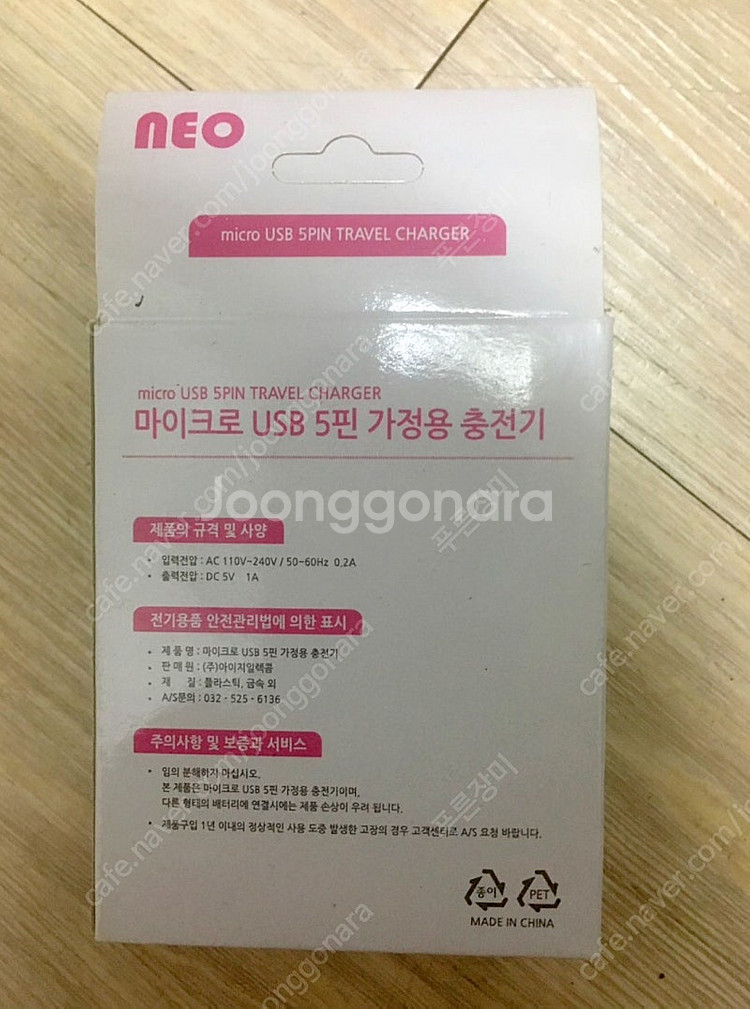 NEO
micro USB 5PIN TRAVEL CHARGER
micro USB 5PIN TRAVEL CHARGER
마이크로 USB 5핀 가정용 충전기
Joonggonara
제품의 규격 및 사양
• 입력전압 : AC 110V~240V / 50~60Hz 0.2A
• 출력전압 : DC 5V 1A
전기용품 안전관리법에 의한 표시
• 제 품 명 : 마이크로 USB 5핀 가정용 충전기
• 판 매 원 : (주)아이지일렉콤
• 재 질 : 플라스틱, 금속 외
• A/S문의 : 032 - 525 - 6136
주의사항 및 보증과 서비스
• 임의 분해하지 마십시오.
본 제품은 마이크로 USB 5핀 가정용 충전기이며,
다른 형태의 배터리에 연결시에는 제품 손상이 우려 됩니다.
• 제품구입 1년 이내의 정상적인 사용 도중 발생한 고장의 경우 고객센터로 A/S 요청 바랍니다.
종이 PET
MADE IN CHINA
cafe.naver.com/joonggonara
푸른장미